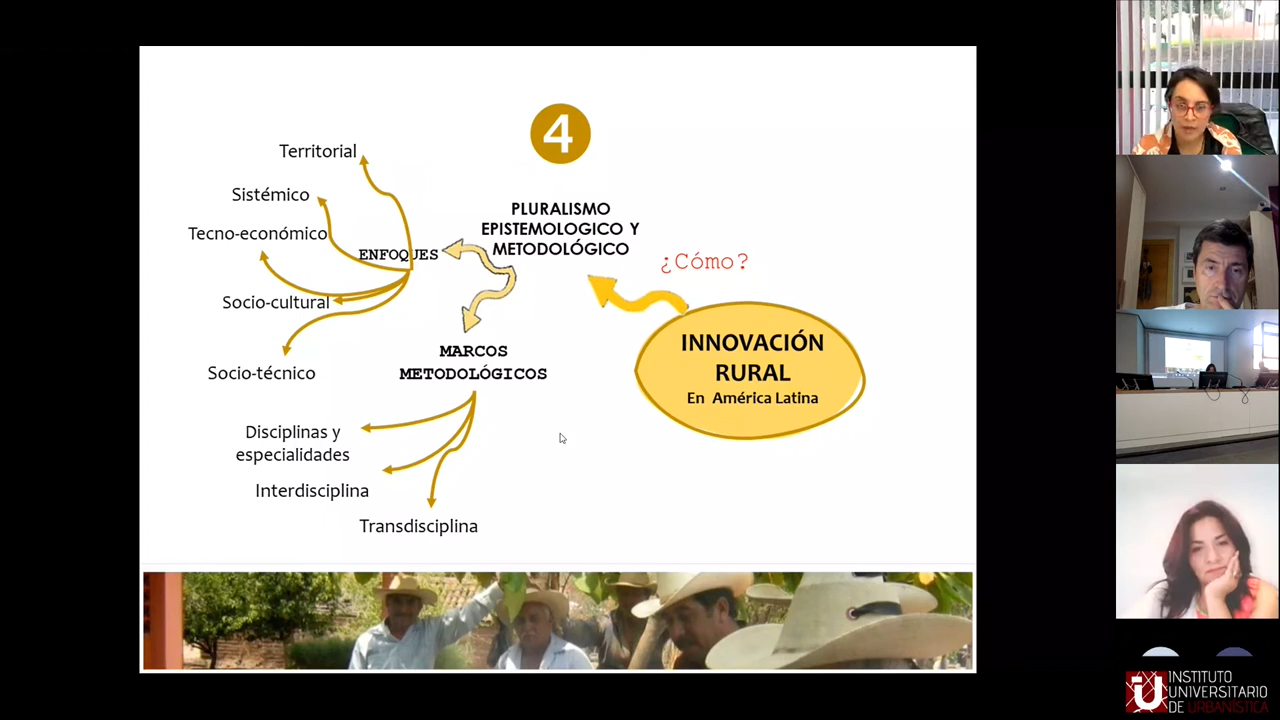 4
Territorial
Sistémico
Tecno-económico
Socio-cultural
Socio-técnico
ENFOQUES
PLURALISMO
EPISTEMOLOGICO Y
METODOLÓGICO
¿Cómo?
INNOVACIÓN
RURAL
En América Latina
MARCOS
METODOLÓGICOS
Disciplinas y
especialidades
Interdisciplina
Transdisciplina
INSTITUTO
UNIVERSITARIO
DE URBANÍSTICA